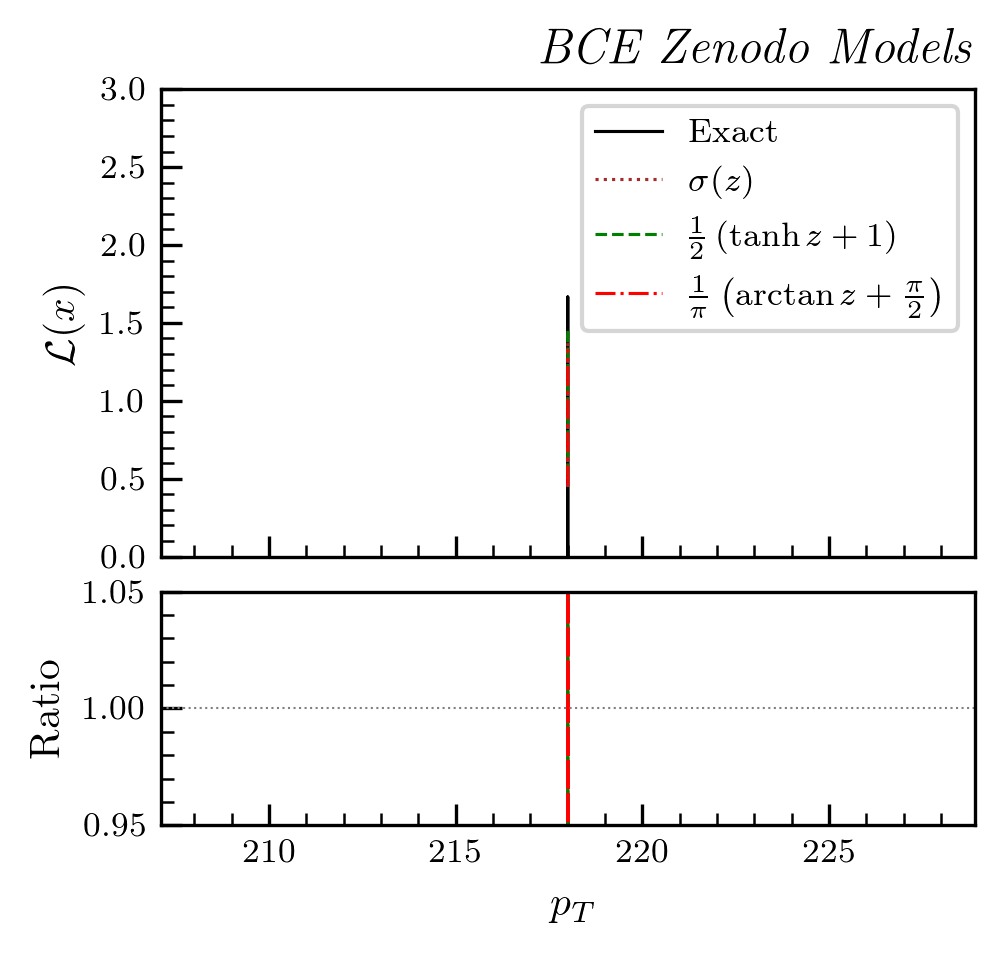 BCE Zenodo Models
3.0
2.5
2.0
1.5
1.0
0.5
0.0
ℒ(x)
Exact
σ(z)
½ (tanh z + 1)
1/π (arctan z + π/2)
1.05
1.00
0.95
Ratio
210 215 220 225
p_T